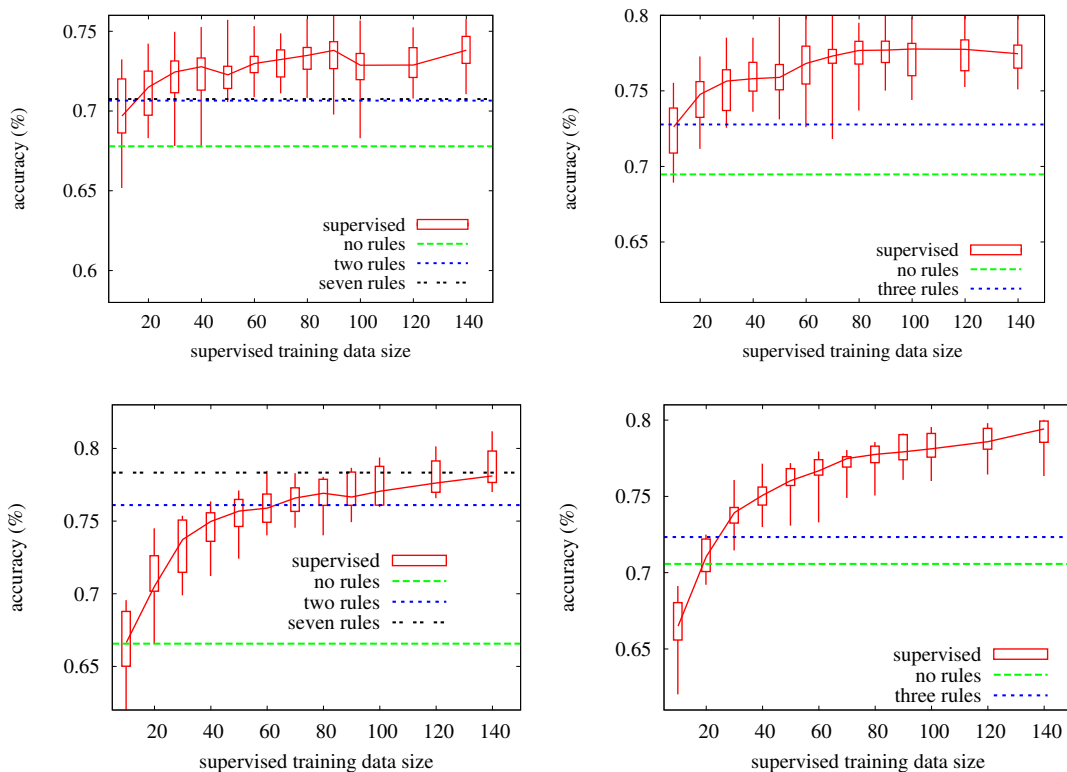 0.75
0.7
0.65
0.6
accuracy (%)
supervised
no rules
two rules
seven rules
20 40 60 80 100 120 140
supervised training data size
0.8
0.75
0.7
0.65
accuracy (%)
supervised
no rules
three rules
20 40 60 80 100 120 140
supervised training data size
0.8
0.75
0.7
0.65
accuracy (%)
supervised
no rules
two rules
seven rules
20 40 60 80 100 120 140
supervised training data size
0.8
0.75
0.7
0.65
accuracy (%)
supervised
no rules
three rules
20 40 60 80 100 120 140
supervised training data size